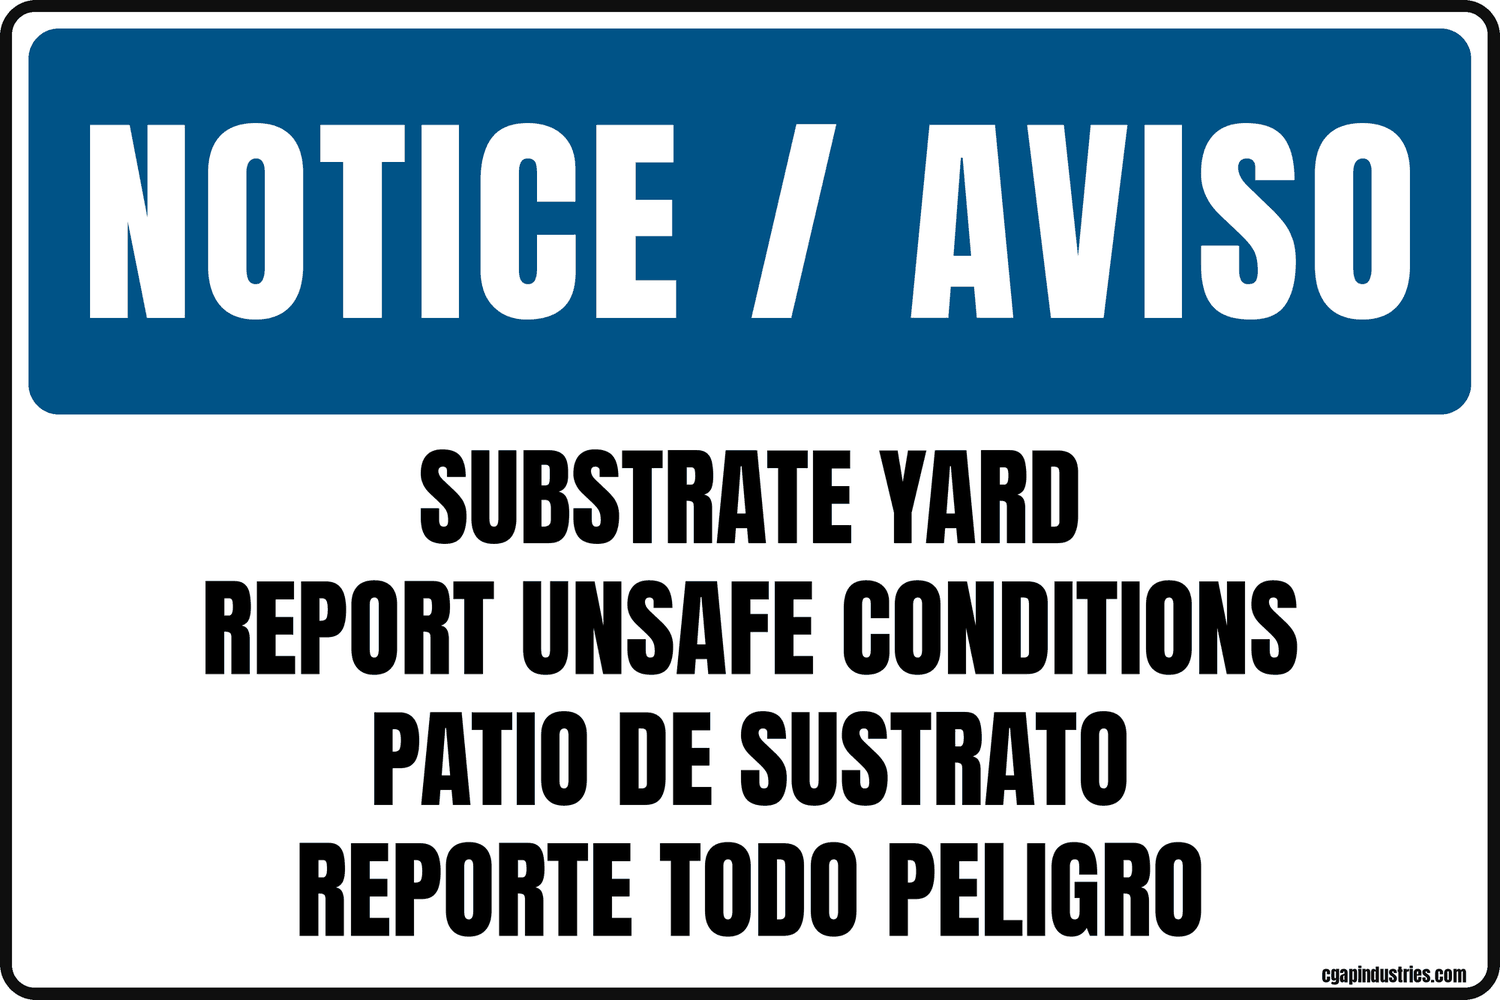 NOTICE / AVISO
SUBSTRATE YARD
REPORT UNSAFE CONDITIONS
PATIO DE SUSTRATO
REPORTE TODO PELIGRO
cgapindustries.com